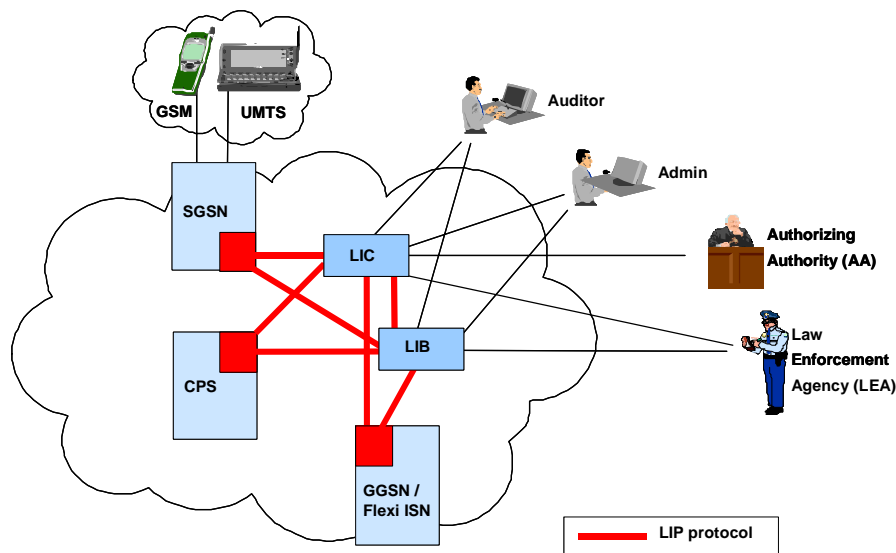 GSM
UMTS
Auditor
Admin
SGSN
LIC
Authorizing
Authority (AA)
LIB
Law
Enforcement
Agency (LEA)
CPS
GGSN /
Flexi ISN
LIP protocol